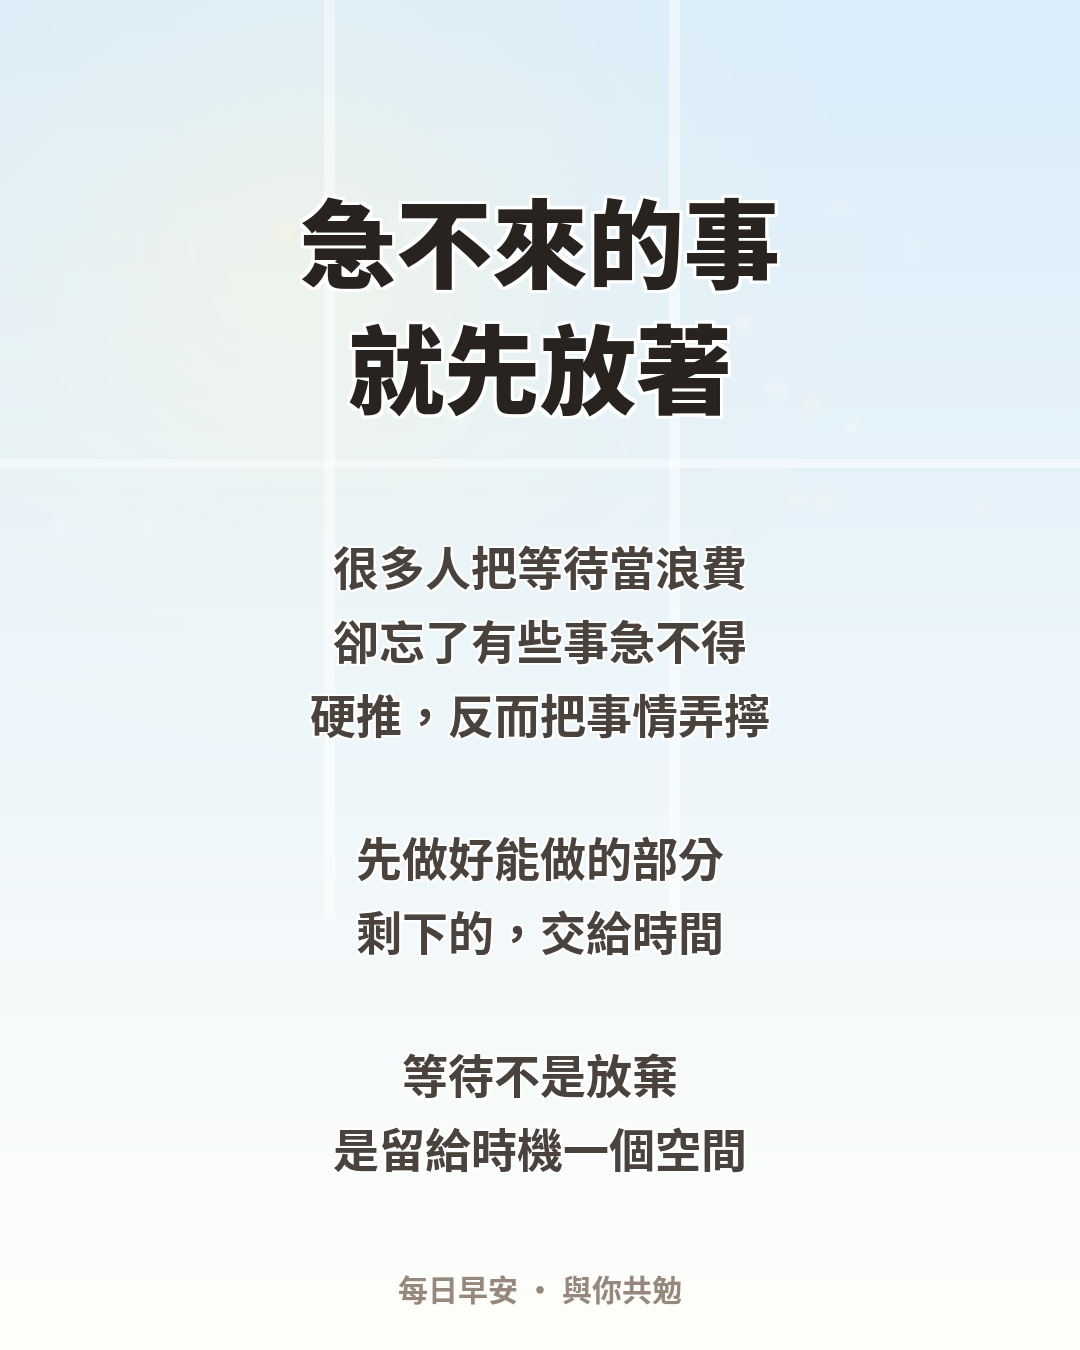 急不來的事
就先放著
很多人把等待當浪費
卻忘了有些事急不得
硬推，反而把事情弄擰
先做好能做的部分
剩下的，交給時間
等待不是放棄
是留給時機一個空間
每日早安 · 與你共勉